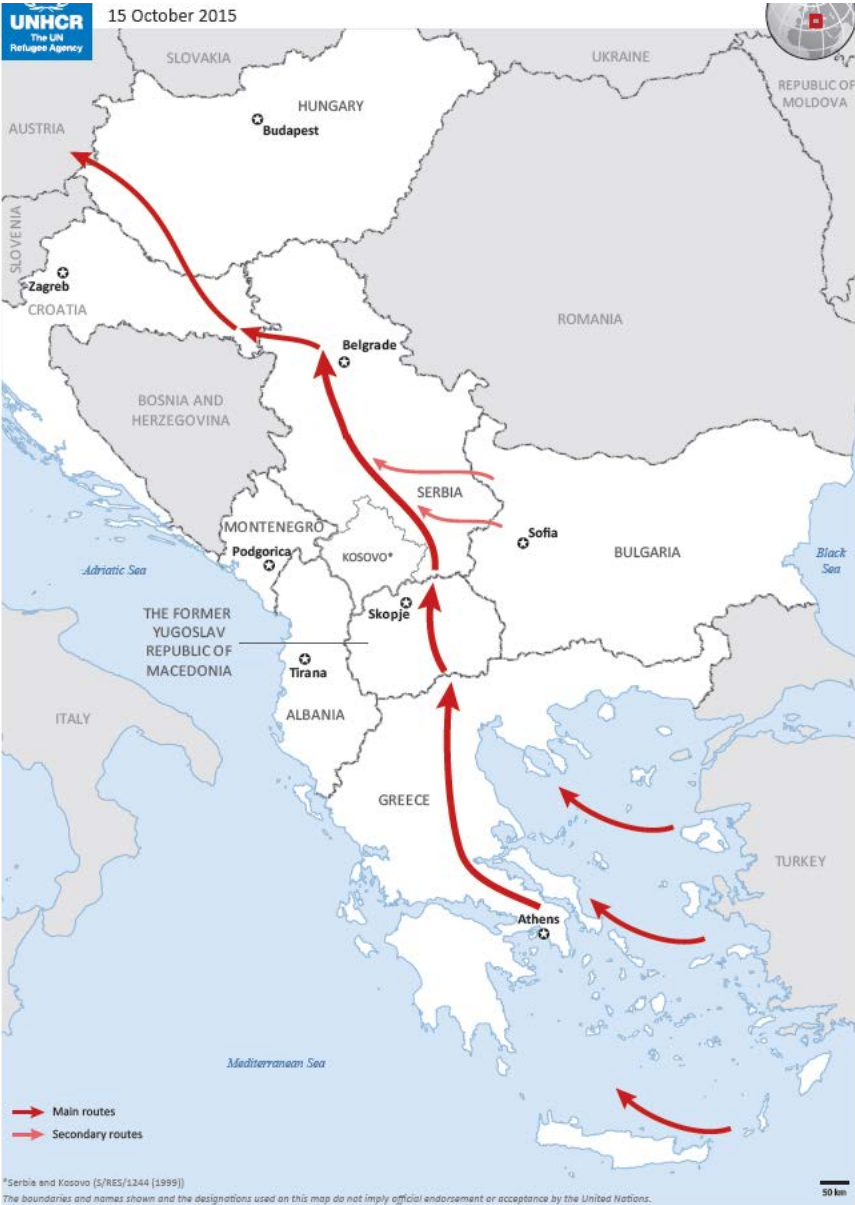 UNHCR
The UN
Refugee Agency
15 October 2015
SLOVAKIA
UKRAINE
REPUBLIC OF
MOLDOVA
AUSTRIA
HUNGARY
Budapest
SLOVENIA
Zagreb
CROATIA
ROMANIA
Belgrade
BOSNIA AND
HERZEGOVINA
SERBIA
MONTENEGRO
Podgorica
KOSOVO*
Sofia
BULGARIA
Black
Sea
Adriatic Sea
Skopje
THE FORMER
YUGOSLAV
REPUBLIC OF
MACEDONIA
Tirana
ALBANIA
ITALY
GREECE
TURKEY
Athens
Mediterranean Sea
Main routes
Secondary routes
*Serbia and Kosovo (S/RES/1244 (1999))
The boundaries and names shown and the designations used on this map do not imply official endorsement or acceptance by the United Nations.
50 km